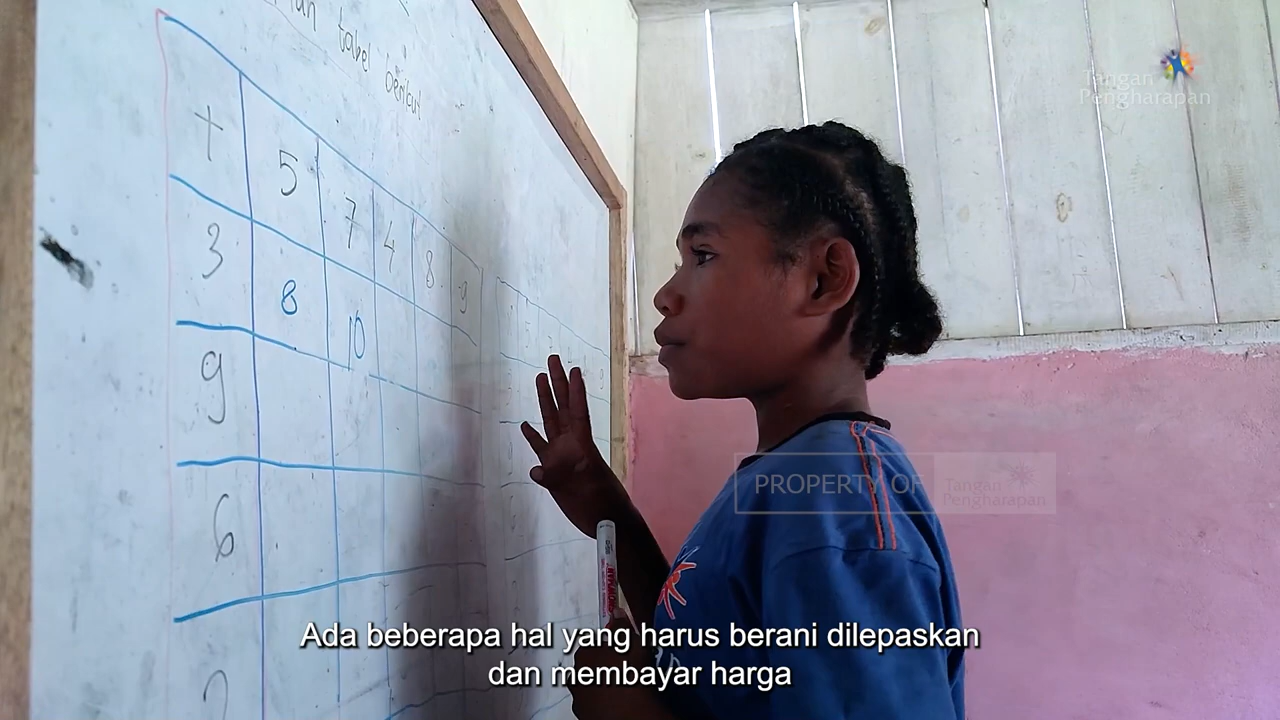 tabel berikut
Tangan
Pengharapan
+ 5 7 4 8 9
3 8 10
9
6
2
PROPERTY OF Tangan
Pengharapan
Ada beberapa hal yang harus berani dilepaskan
dan membayar harga